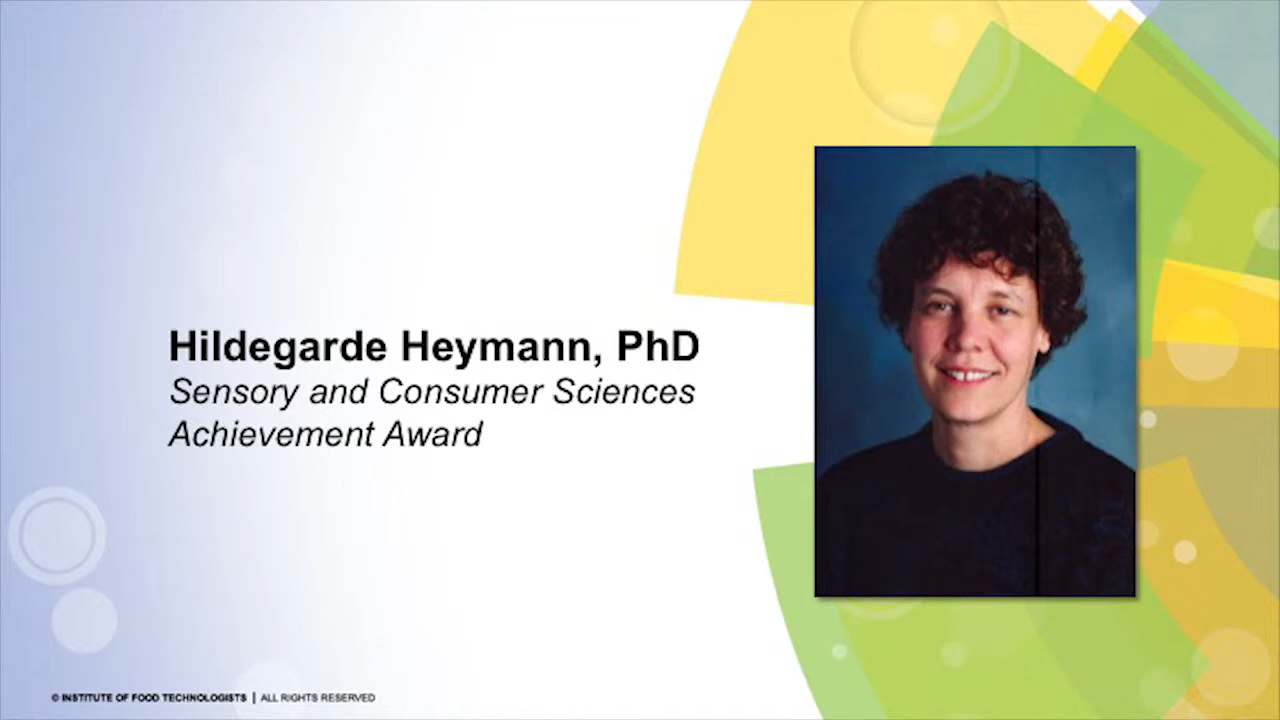 Hildegarde Heymann, PhD
Sensory and Consumer Sciences
Achievement Award
© INSTITUTE OF FOOD TECHNOLOGISTS | ALL RIGHTS RESERVED